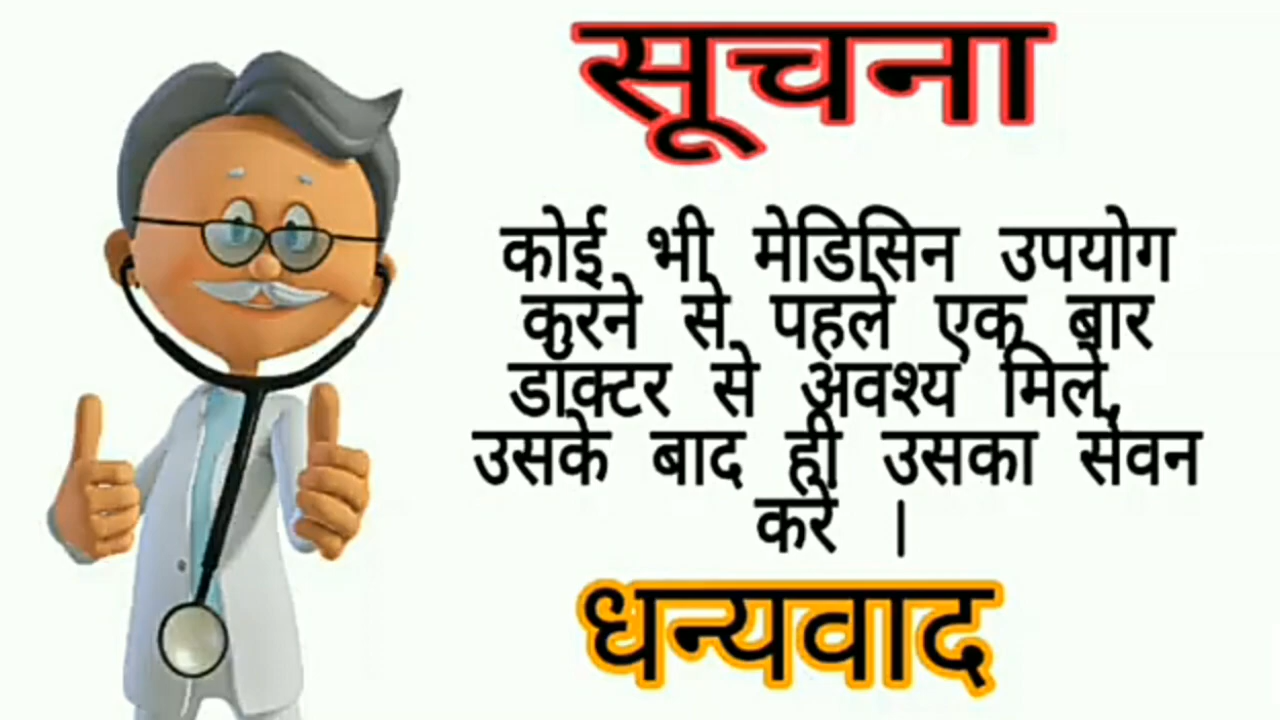 सूचना
कोई भी मेडिसिन उपयोग
करने से पहले एक बार
डॉक्टर से अवश्य मिलें,
उसके बाद ही उसका सेवन
करें ।
धन्यवाद